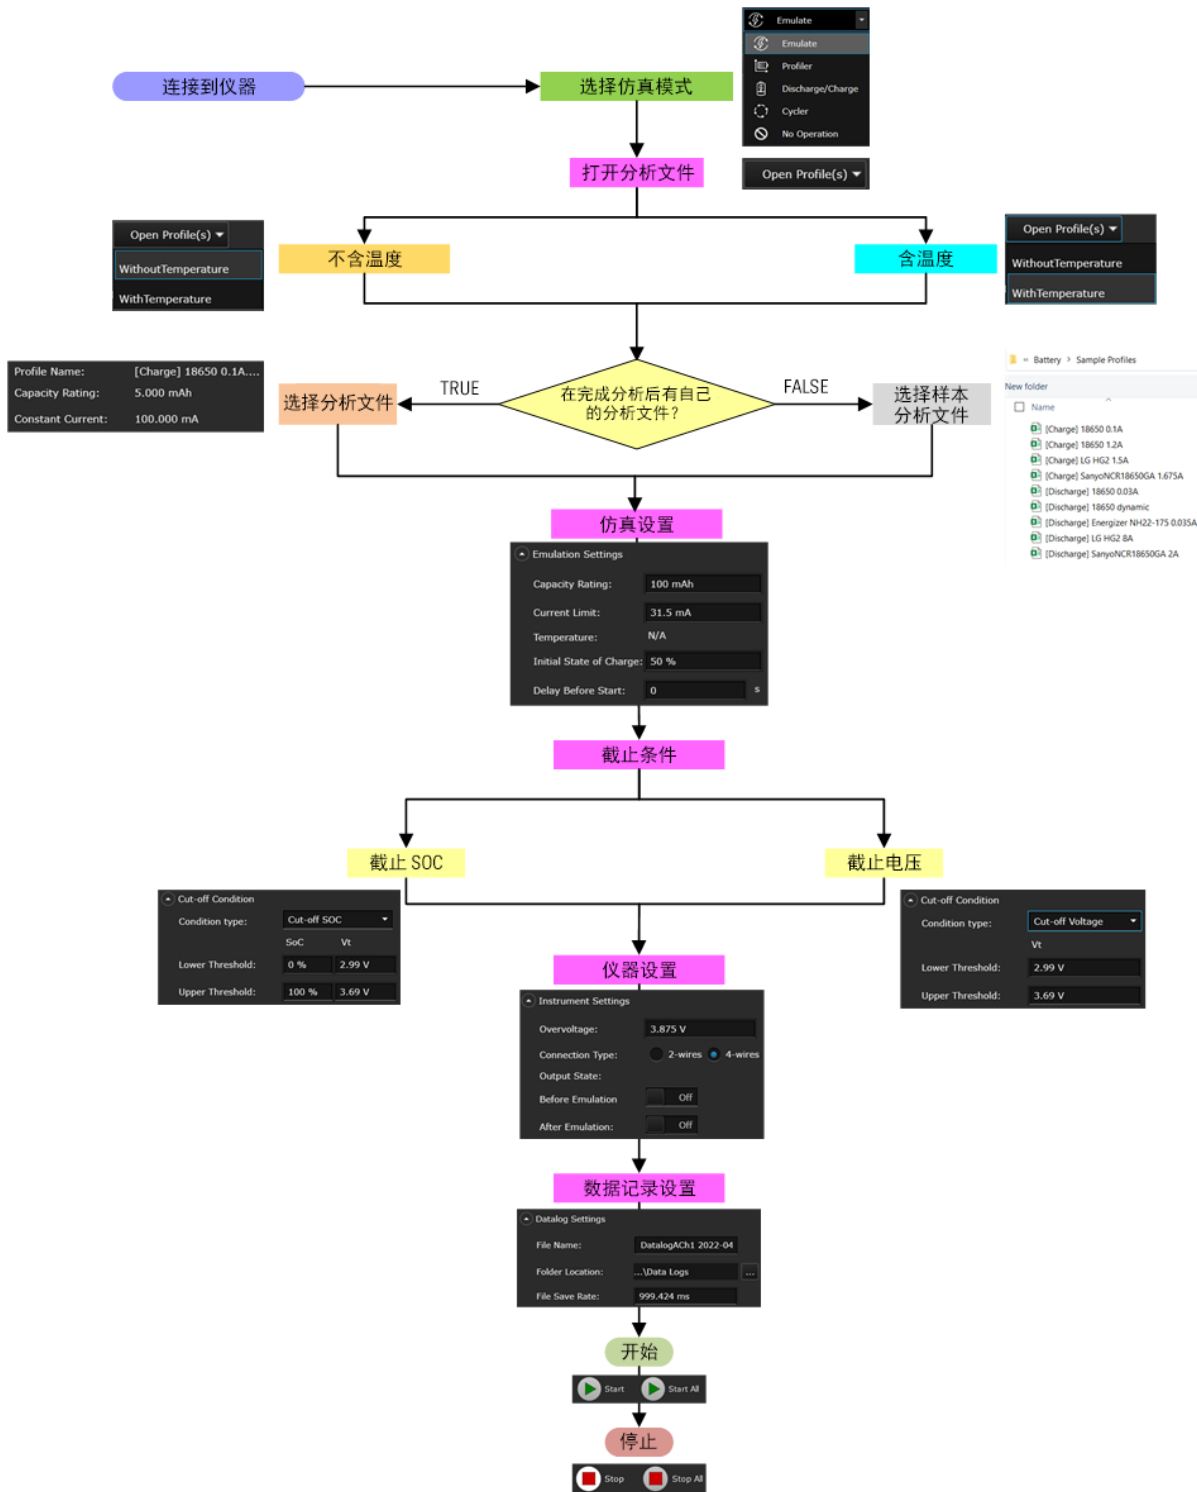 Emulate
Emulate
Profiler
Discharge/Charge
Cycler
No Operation
连接到仪器
选择仿真模式
打开分析文件
Open Profile(s)
Open Profile(s)
WithoutTemperature
WithTemperature
不含温度
含温度
Open Profile(s)
WithoutTemperature
WithTemperature
Profile Name: [Charge] 18650 0.1A....
Capacity Rating: 5.000 mAh
Constant Current: 100.000 mA
选择分析文件
TRUE
在完成分析后有自己
的分析文件?
FALSE
选择样本
分析文件
« Battery > Sample Profiles
New folder
Name
[Charge] 18650 0.1A
[Charge] 18650 1.2A
[Charge] LG HG2 1.5A
[Charge] SanyoNCR18650GA 1.675A
[Discharge] 18650 0.03A
[Discharge] 18650 dynamic
[Discharge] Energizer NH22-175 0.035A
[Discharge] LG HG2 8A
[Discharge] SanyoNCR18650GA 2A
仿真设置
Emulation Settings
Capacity Rating: 100 mAh
Current Limit: 31.5 mA
Temperature: N/A
Initial State of Charge: 50 %
Delay Before Start: 0 s
截止条件
截止 SOC
截止电压
Cut-off Condition
Condition type: Cut-off SOC
SoC Vt
Lower Threshold: 0 % 2.99 V
Upper Threshold: 100 % 3.69 V
Cut-off Condition
Condition type: Cut-off Voltage
Vt
Lower Threshold: 2.99 V
Upper Threshold: 3.69 V
仪器设置
Instrument Settings
Overvoltage: 3.875 V
Connection Type: 2-wires 4-wires
Output State:
Before Emulation Off
After Emulation: Off
数据记录设置
Datalog Settings
File Name: DatalogACh1 2022-04
Folder Location: ...\Data Logs ...
File Save Rate: 999.424 ms
开始
Start Start All
停止
Stop Stop All